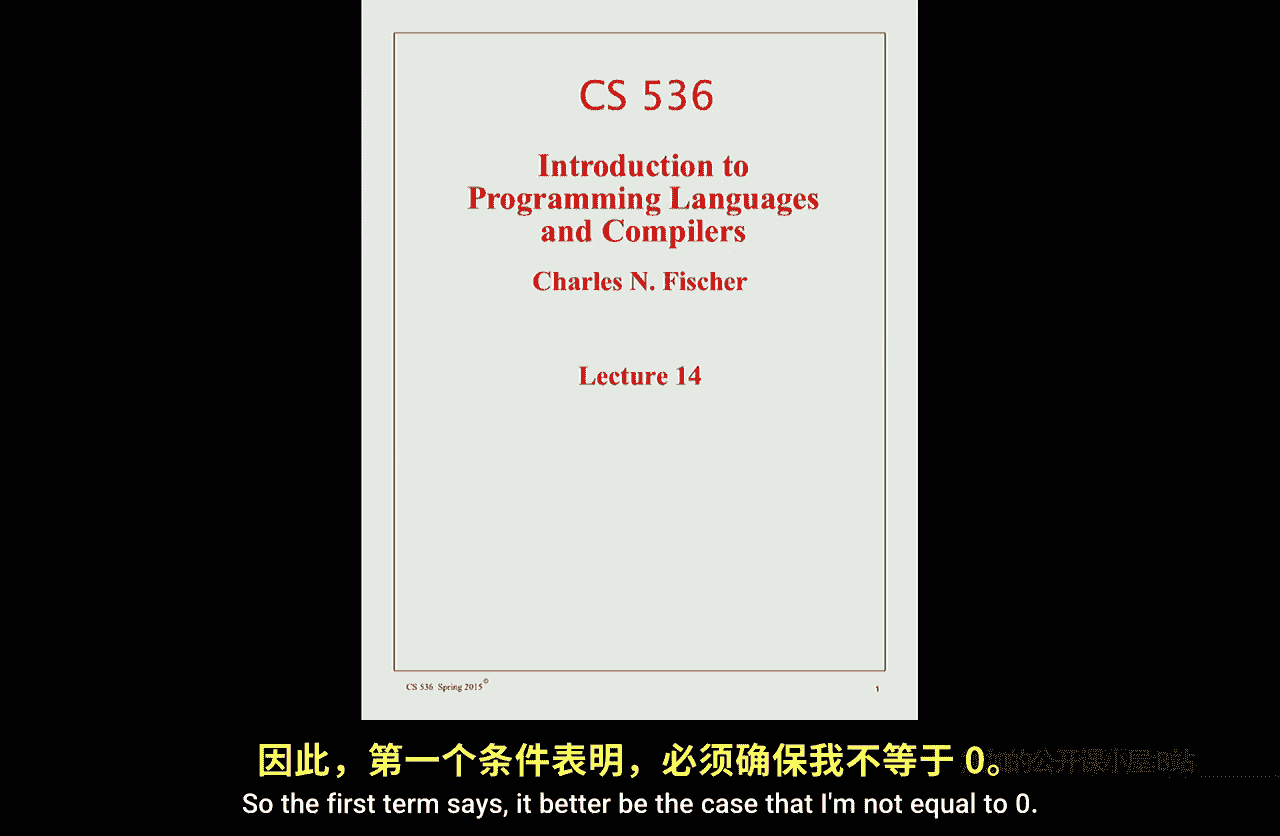 CS 536
Introduction to
Programming Languages
and Compilers
Charles N. Fischer
Lecture 14
CS 536 Spring 2015©
1
因此，第一个条件表明，必须确保我不等于 0。
So the first term says, it better be the case that I'm not equal to 0.